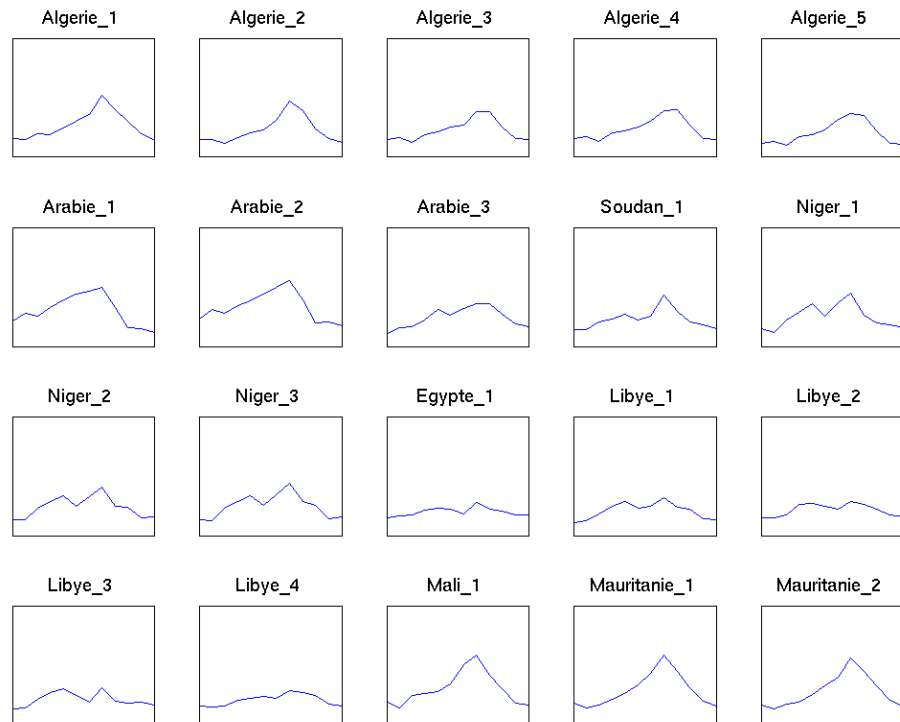 Algerie_1 Algerie_2 Algerie_3 Algerie_4 Algerie_5
Arabie_1 Arabie_2 Arabie_3 Soudan_1 Niger_1
Niger_2 Niger_3 Egypte_1 Libye_1 Libye_2
Libye_3 Libye_4 Mali_1 Mauritanie_1 Mauritanie_2